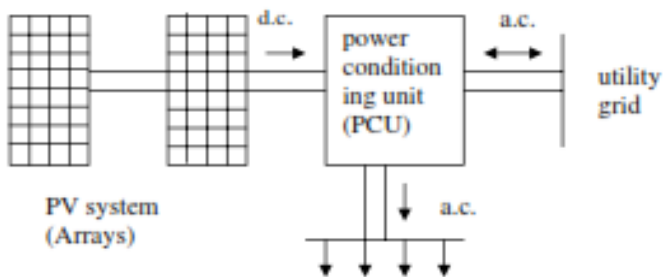 d.c.
power
condition
ing unit
(PCU)
a.c.
utility
grid
PV system
(Arrays)
a.c.